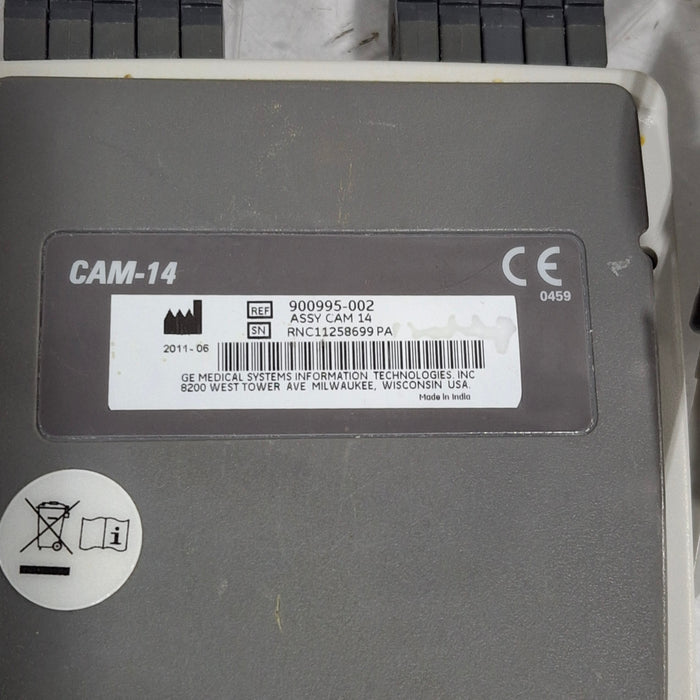 CAM-14
CE
0459
REF 900995-002
ASSY CAM 14
SN RNC11258699 PA
2011-06
GE MEDICAL SYSTEMS INFORMATION TECHNOLOGIES. INC
8200 WEST TOWER AVE MILWAUKEE, WISCONSIN USA.
Made in India
i